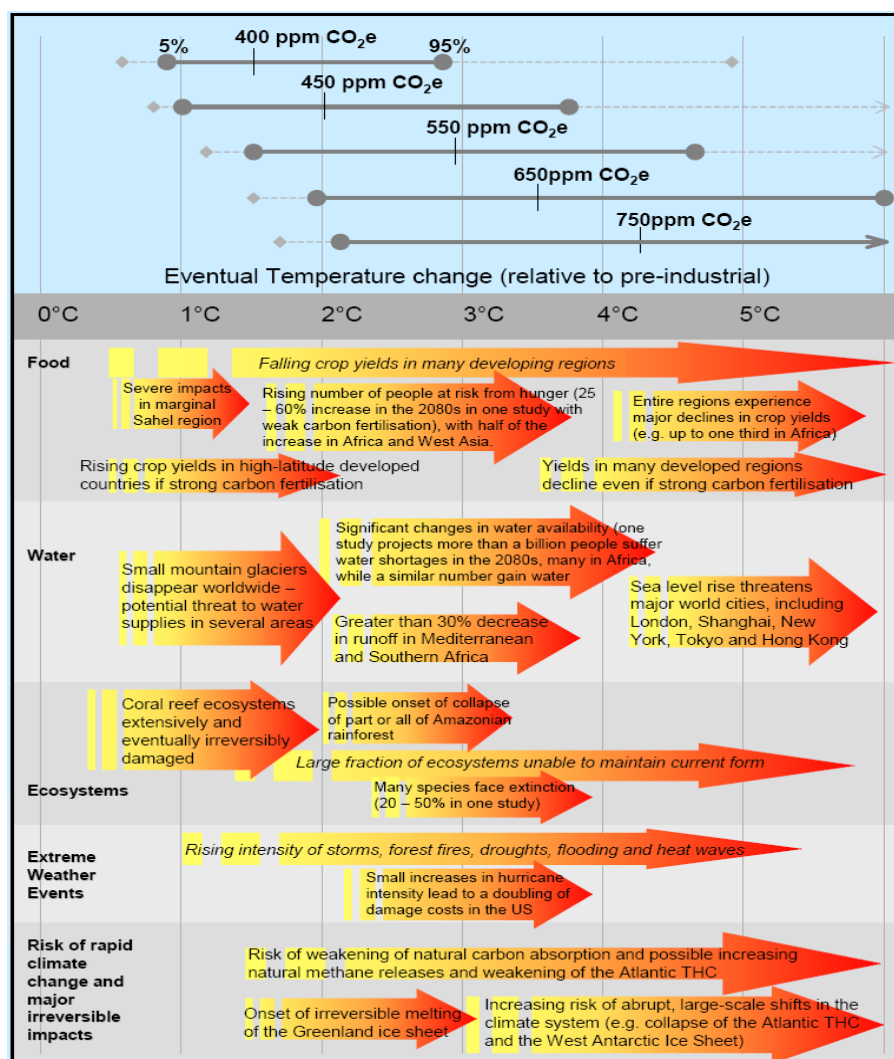 5% 400 ppm CO₂e 95%
450 ppm CO₂e
550 ppm CO₂e
650ppm CO₂e
750ppm CO₂e
Eventual Temperature change (relative to pre-industrial)
0°C 1°C 2°C 3°C 4°C 5°C
Food
Falling crop yields in many developing regions
Severe impacts
in marginal
Sahel region
Rising number of people at risk from hunger (25
– 60% increase in the 2080s in one study with
weak carbon fertilisation), with half of the
increase in Africa and West Asia.
Entire regions experience
major declines in crop yields
(e.g. up to one third in Africa)
Rising crop yields in high-latitude developed
countries if strong carbon fertilisation
Yields in many developed regions
decline even if strong carbon fertilisation
Water
Small mountain glaciers
disappear worldwide –
potential threat to water
supplies in several areas
Significant changes in water availability (one
study projects more than a billion people suffer
water shortages in the 2080s, many in Africa,
while a similar number gain water
Greater than 30% decrease
in runoff in Mediterranean
and Southern Africa
Sea level rise threatens
major world cities, including
London, Shanghai, New
York, Tokyo and Hong Kong
Ecosystems
Coral reef ecosystems
extensively and
eventually irreversibly
damaged
Possible onset of collapse
of part or all of Amazonian
rainforest
Large fraction of ecosystems unable to maintain current form
Many species face extinction
(20 – 50% in one study)
Extreme
Weather
Events
Rising intensity of storms, forest fires, droughts, flooding and heat waves
Small increases in hurricane
intensity lead to a doubling of
damage costs in the US
Risk of rapid
climate
change and
major
irreversible
impacts
Risk of weakening of natural carbon absorption and possible increasing
natural methane releases and weakening of the Atlantic THC
Onset of irreversible melting
of the Greenland ice sheet
Increasing risk of abrupt, large-scale shifts in the
climate system (e.g. collapse of the Atlantic THC
and the West Antarctic Ice Sheet)